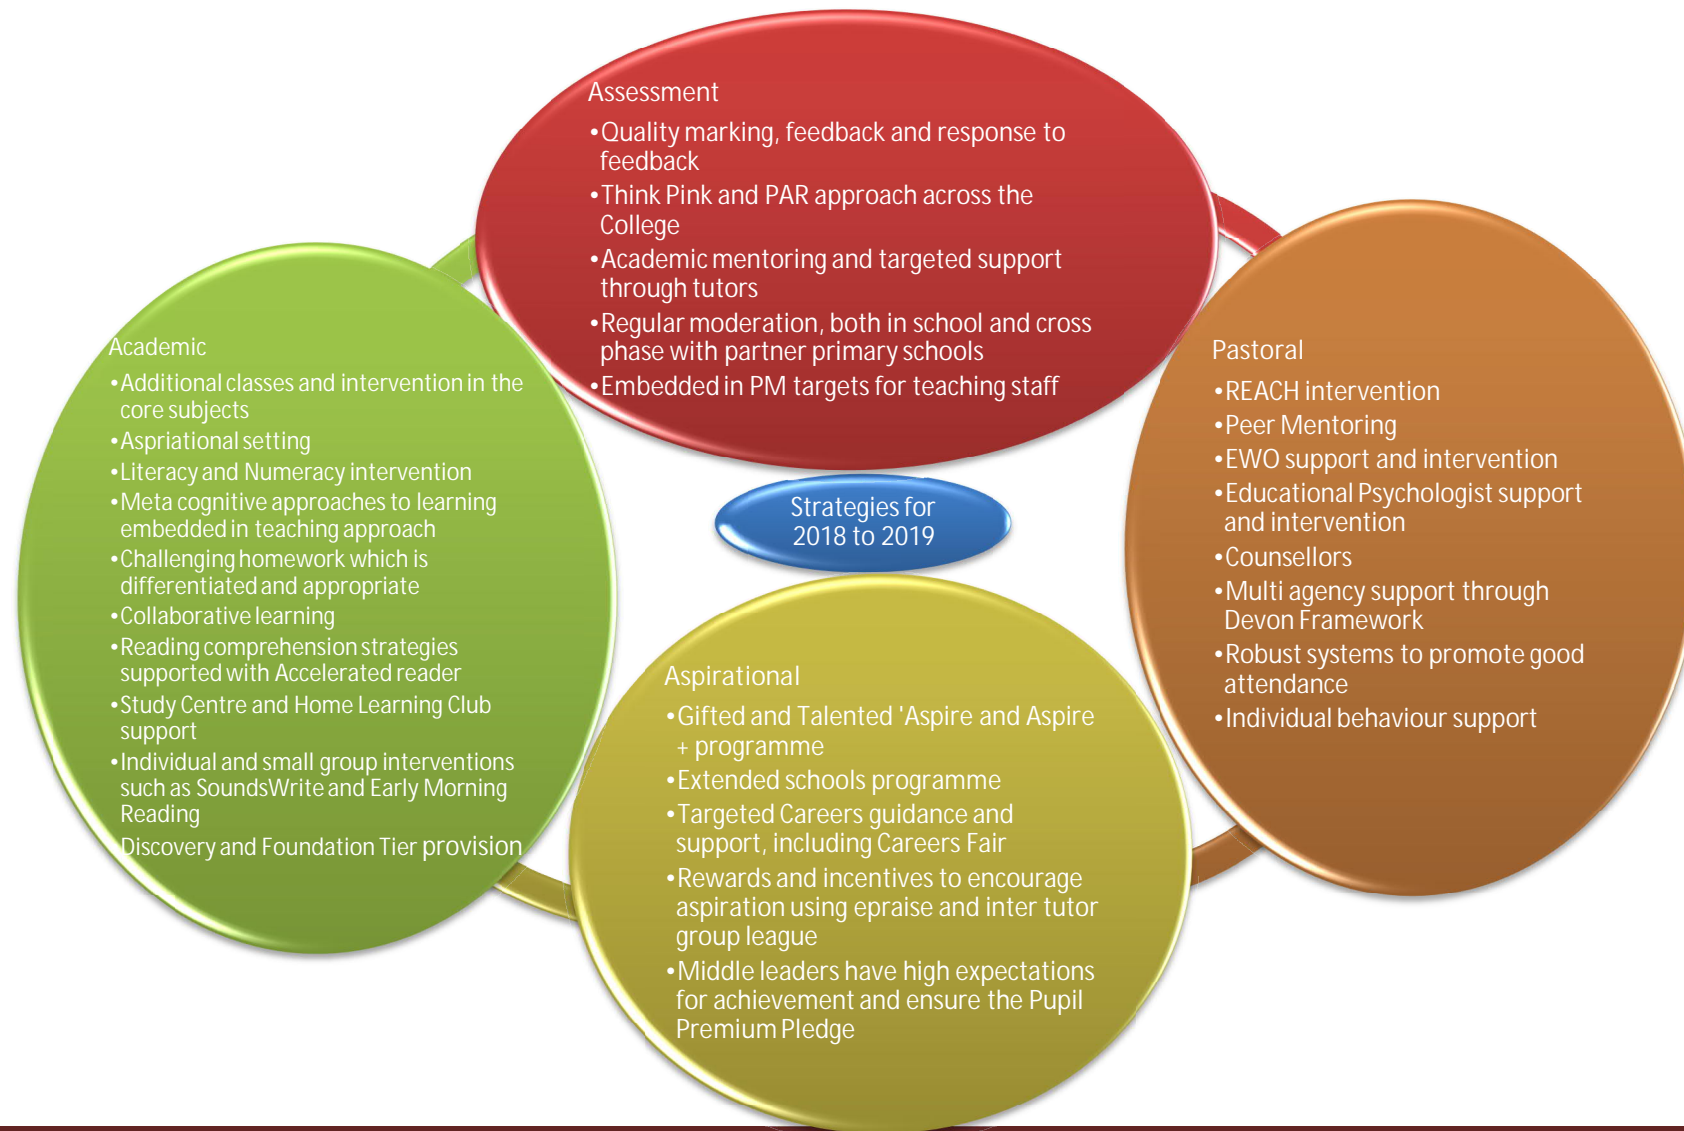 Assessment
•Quality marking, feedback and response to
feedback
•Think Pink and PAR approach across the
College
•Academic mentoring and targeted support
through tutors
•Regular moderation, both in school and cross
phase with partner primary schools
•Embedded in PM targets for teaching staff
Pastoral
•REACH intervention
•Peer Mentoring
•EWO support and intervention
•Educational Psychologist support
and intervention
•Counsellors
•Multi agency support through
Devon Framework
•Robust systems to promote good
attendance
•Individual behaviour support
Aspirational
•Gifted and Talented 'Aspire and Aspire
+ programme
•Extended schools programme
•Targeted Careers guidance and
support, including Careers Fair
•Rewards and incentives to encourage
aspiration using epraise and inter tutor
group league
•Middle leaders have high expectations
for achievement and ensure the Pupil
Premium Pledge
Academic
•Additional classes and intervention in the
core subjects
•Aspriational setting
•Literacy and Numeracy intervention
•Meta cognitive approaches to learning
embedded in teaching approach
•Challenging homework which is
differentiated and appropriate
•Collaborative learning
•Reading comprehension strategies
supported with Accelerated reader
•Study Centre and Home Learning Club
support
•Individual and small group interventions
such as SoundsWrite and Early Morning
Reading
Discovery and Foundation Tier provision
Strategies for
2018 to 2019